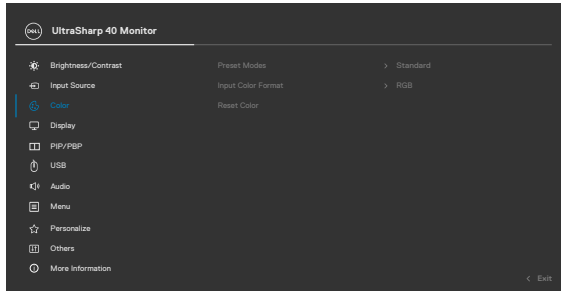 DELL UltraSharp 40 Monitor
Brightness/Contrast Preset Modes > Standard
Input Source Input Color Format > RGB
Color Reset Color
Display
PIP/PBP
USB
Audio
Menu
Personalize
Others
More Information
< Exit